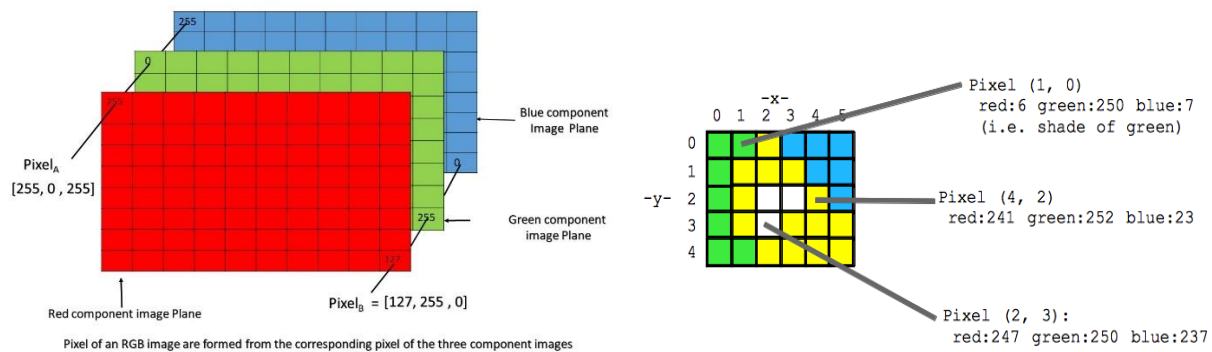 255
0
255
Blue component
Image Plane
Pixel_A
[255, 0 , 255]
0
255
Green component
image Plane
127
Pixel_B = [127, 255 , 0]
Red component image Plane
Pixel of an RGB image are formed from the corresponding pixel of the three component images
-x-
0 1 2 3 4 5
0
1
-y- 2
3
4
Pixel (1, 0)
red:6 green:250 blue:7
(i.e. shade of green)
Pixel (4, 2)
red:241 green:252 blue:23
Pixel (2, 3):
red:247 green:250 blue:237